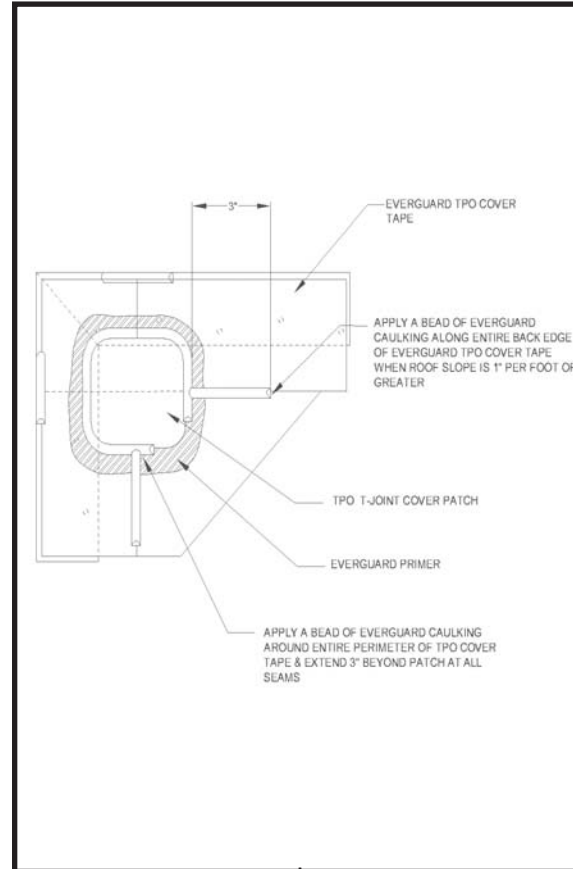 3"
EVERGUARD TPO COVER
TAPE
APPLY A BEAD OF EVERGUARD
CAULKING ALONG ENTIRE BACK EDGE
OF EVERGUARD TPO COVER TAPE
WHEN ROOF SLOPE IS 1" PER FOOT OR
GREATER
TPO T-JOINT COVER PATCH
EVERGUARD PRIMER
APPLY A BEAD OF EVERGUARD CAULKING
AROUND ENTIRE PERIMETER OF TPO COVER
TAPE & EXTEND 3" BEYOND PATCH AT ALL
SEAMS